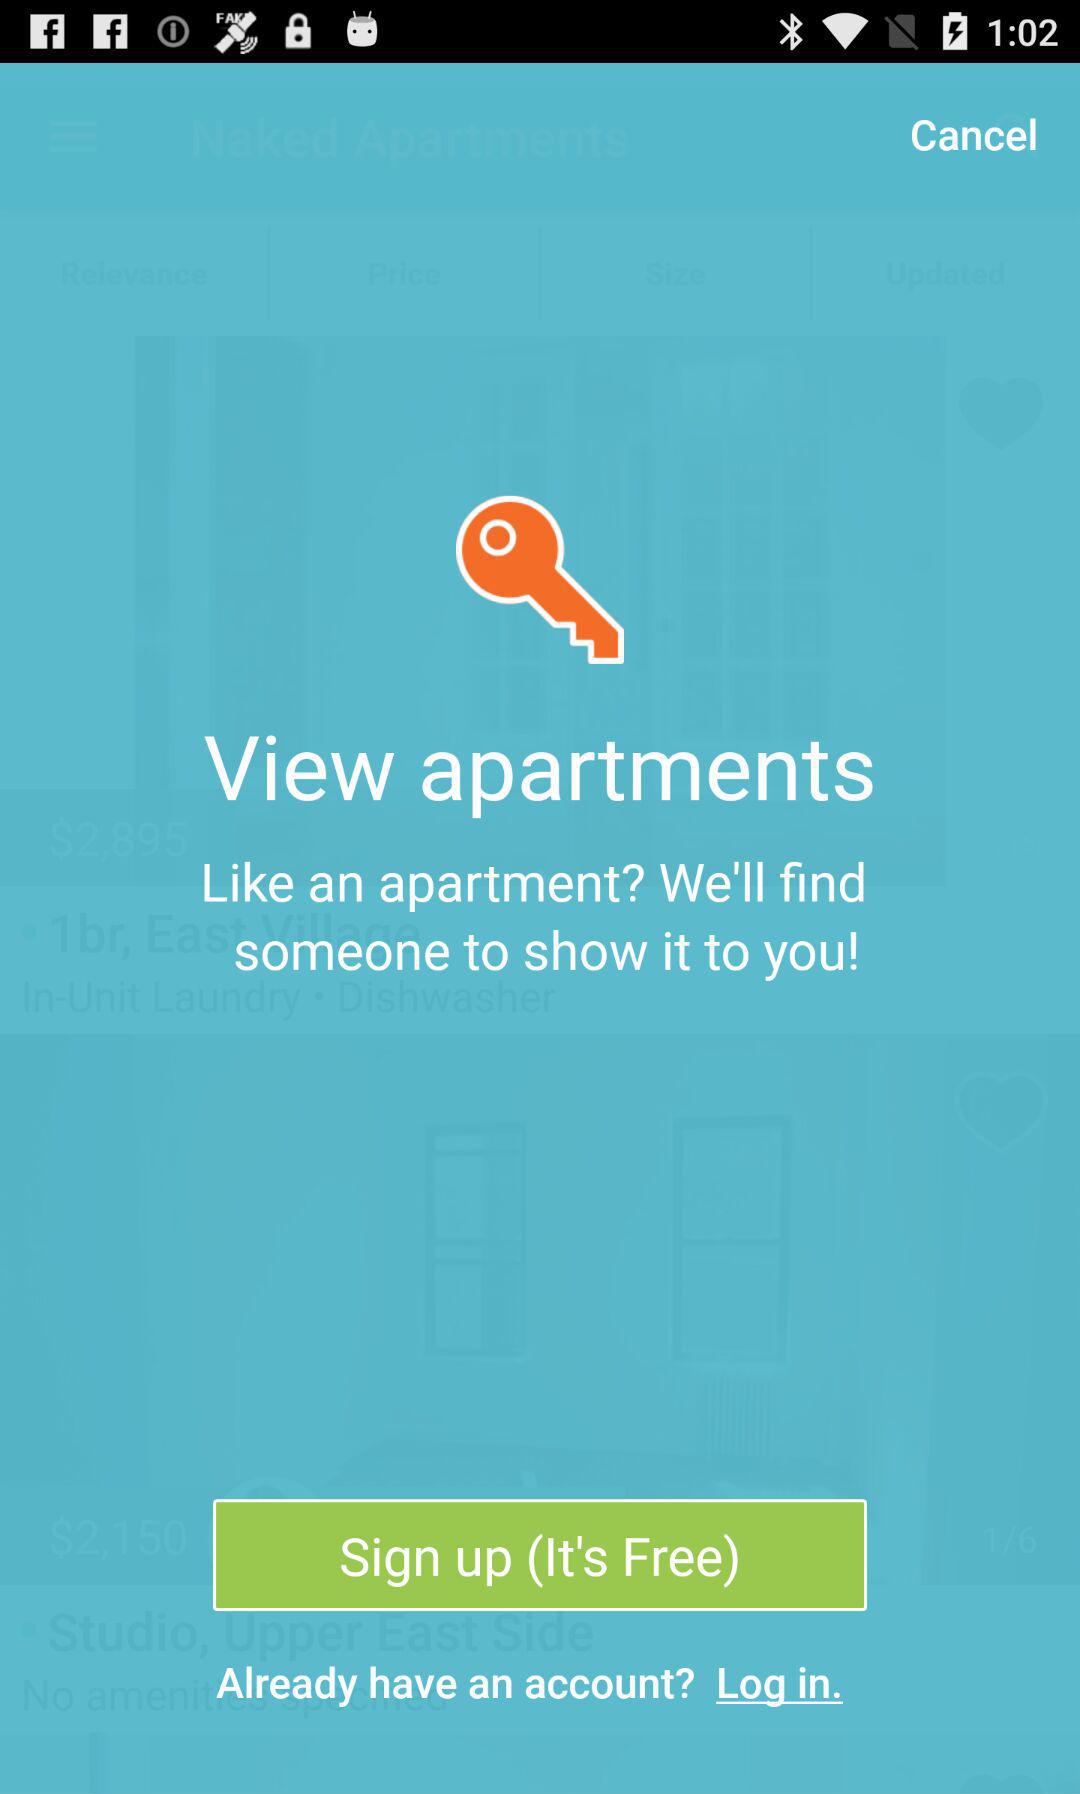 FAKE
1:02
Naked Apartments
Cancel
Relevance Price Size Updated
View apartments
$2,895
Like an apartment? We'll find
someone to show it to you!
• 1br, East Village
In-Unit Laundry • Dishwasher
$2,150
1/6
Sign up (It's Free)
• Studio, Upper East Side
No amenities specified
Already have an account? Log in.